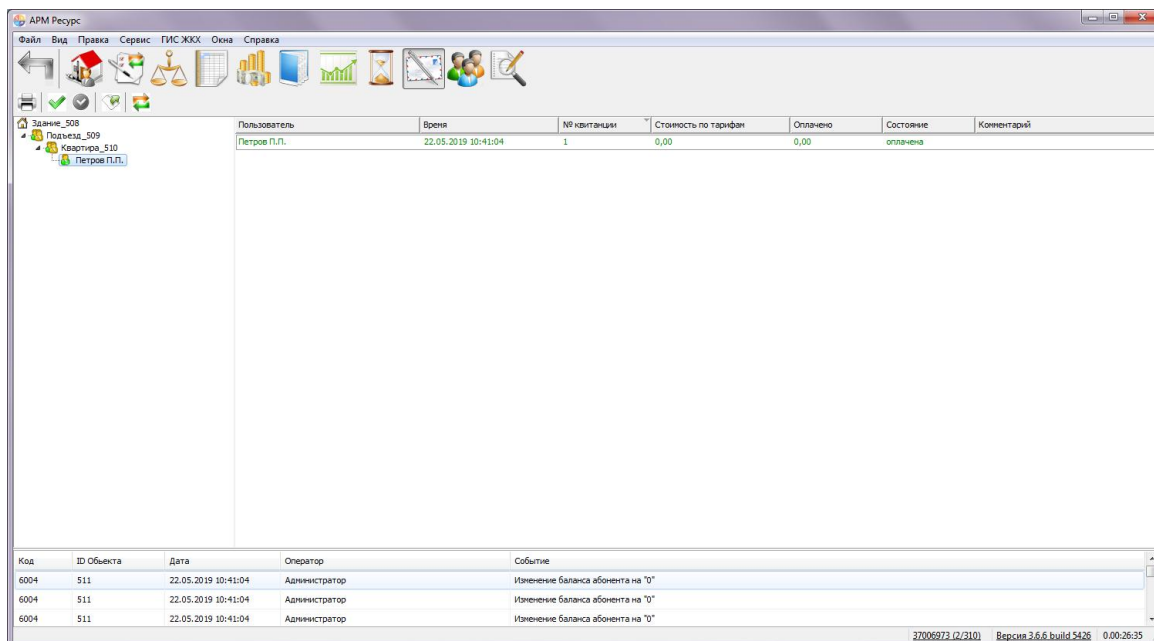 АРМ Ресурс
Файл Вид Правка Сервис ГИС ЖКХ Окна Справка
Здание_508
Подъезд_509
Квартира_510
Петров П.П.
Пользователь Время № квитанции Стоимость по тарифам Оплачено Состояние Комментарий
Петров П.П. 22.05.2019 10:41:04 1 0,00 0,00 оплачена
Код ID Объекта Дата Оператор Событие
6004 511 22.05.2019 10:41:04 Администратор Изменение баланса абонента на "0"
6004 511 22.05.2019 10:41:04 Администратор Изменение баланса абонента на "0"
6004 511 22.05.2019 10:41:04 Администратор Изменение баланса абонента на "0"
37006973 (2/310) Версия 3.6.6 build 5426 0.00:26:35